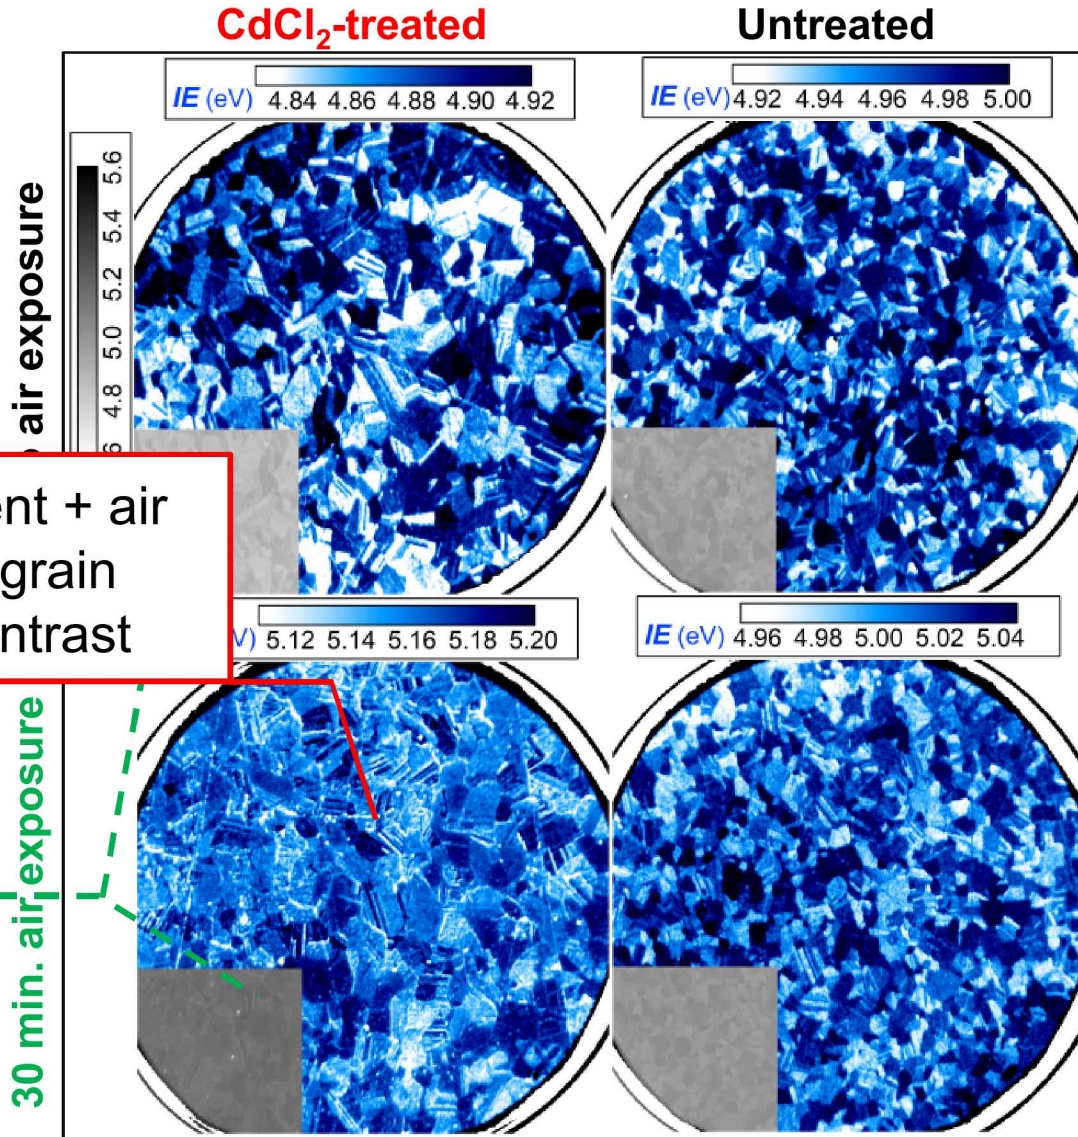 CdCl₂-treated
Untreated
IE (eV) 4.84 4.86 4.88 4.90 4.92
IE (eV) 4.92 4.94 4.96 4.98 5.00
5.6
5.4
5.2
5.0
4.8
6
air exposure
ent + air
grain
ntrast
V) 5.12 5.14 5.16 5.18 5.20
IE (eV) 4.96 4.98 5.00 5.02 5.04
30 min. air exposure